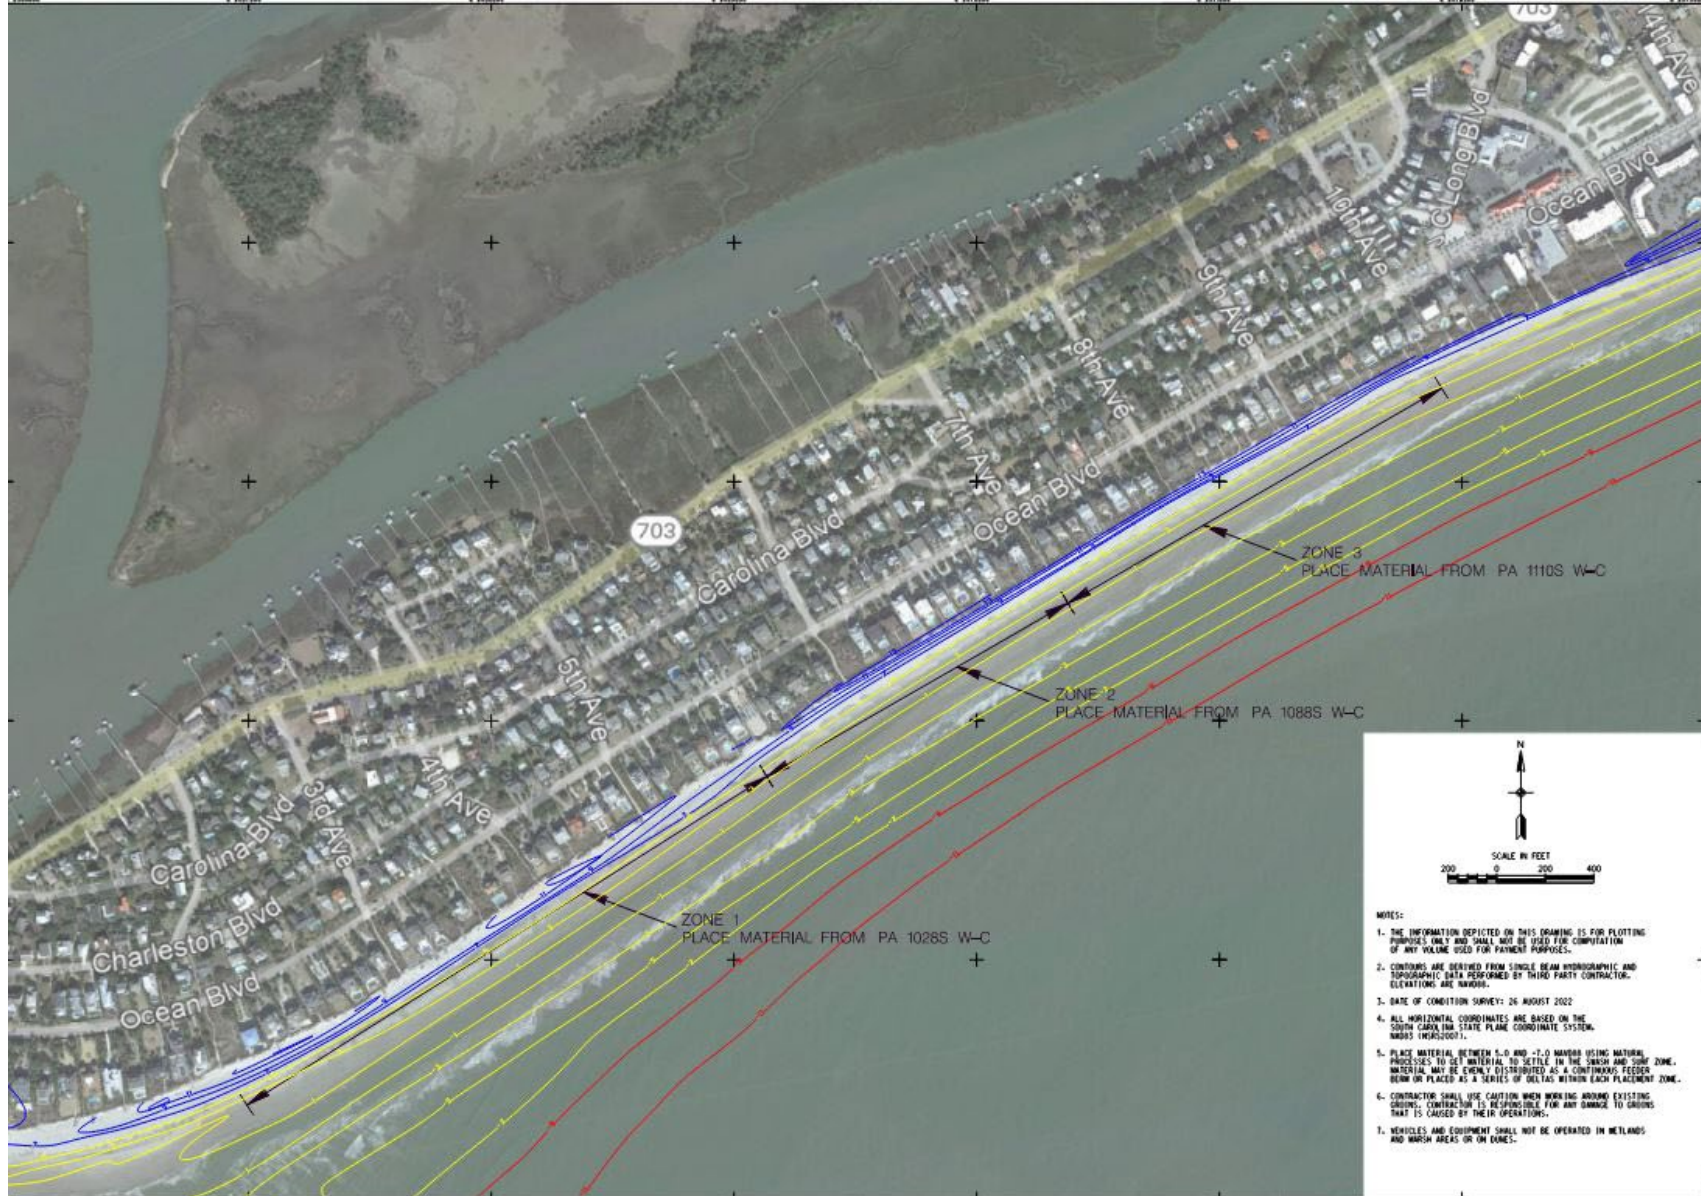 703
14th Ave
JC Long Blvd
Ocean Blvd
10th Ave
9th Ave
8th Ave
7th Ave
Ocean Blvd
703
Carolina Blvd
ZONE 3
PLACE MATERIAL FROM PA 1110S W-C
5th Ave
ZONE 2
PLACE MATERIAL FROM PA 1088S W-C
4th Ave
3rd Ave
Carolina Blvd
ZONE 1
PLACE MATERIAL FROM PA 1028S W-C
Charleston Blvd
Ocean Blvd
N
SCALE IN FEET
200 0 200 400
NOTES:
1. THE INFORMATION DEPICTED ON THIS DRAWING IS FOR PLOTTING
PURPOSES ONLY AND SHALL NOT BE USED FOR COMPUTATION
OF ANY VOLUME USED FOR PAYMENT PURPOSES.
2. CONTOURS ARE DERIVED FROM SINGLE BEAM HYDROGRAPHIC AND
TOPOGRAPHIC DATA PERFORMED BY THIRD PARTY CONTRACTOR.
ELEVATIONS ARE NAVD88.
3. DATE OF CONDITION SURVEY: 26 AUGUST 2022
4. ALL HORIZONTAL COORDINATES ARE BASED ON THE
SOUTH CAROLINA STATE PLANE COORDINATE SYSTEM,
NAD83 (NSRS2007).
5. PLACE MATERIAL BETWEEN 5.0 AND -7.0 NAVD88 USING NATURAL
PROCESSES TO GET MATERIAL TO SETTLE IN THE SWASH AND SURF ZONE.
MATERIAL MAY BE EVENLY DISTRIBUTED AS A CONTINUOUS FEEDER
BERM OR PLACED AS A SERIES OF DELTAS WITHIN EACH PLACEMENT ZONE.
6. CONTRACTOR SHALL USE CAUTION WHEN WORKING AROUND EXISTING
GROINS. CONTRACTOR IS RESPONSIBLE FOR ANY DAMAGE TO GROINS
THAT IS CAUSED BY THEIR OPERATIONS.
7. VEHICLES AND EQUIPMENT SHALL NOT BE OPERATED IN WETLANDS
AND MARSH AREAS OR ON DUNES.